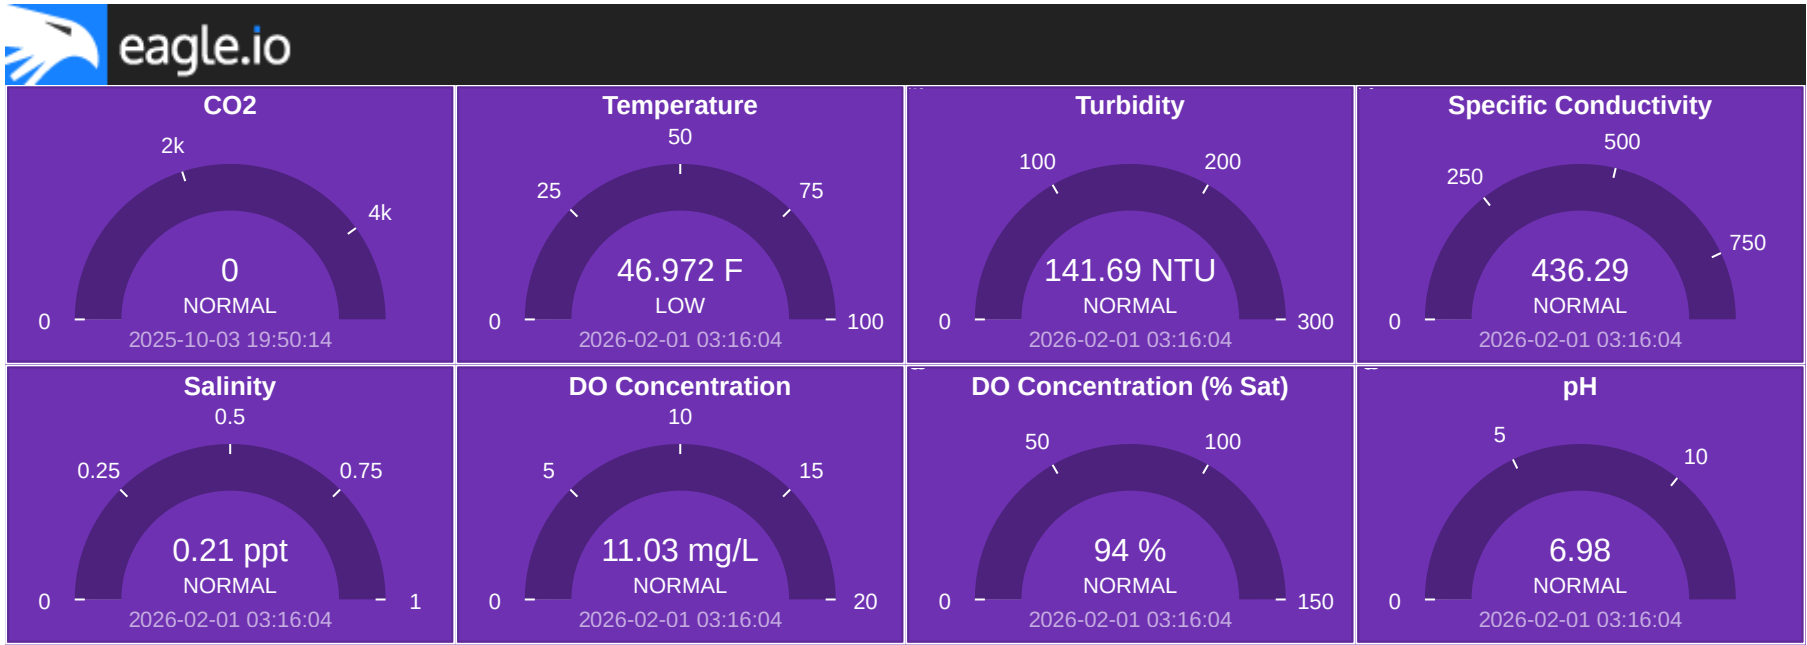 eagle.io
CO2
2k
4k
0
NORMAL
0
2025-10-03 19:50:14
Temperature
50
25
75
46.972 F
LOW
0
100
2026-02-01 03:16:04
Turbidity
100
200
141.69 NTU
NORMAL
0
300
2026-02-01 03:16:04
Specific Conductivity
500
250
750
436.29
NORMAL
0
2026-02-01 03:16:04
Salinity
0.5
0.25
0.75
0.21 ppt
NORMAL
0
1
2026-02-01 03:16:04
DO Concentration
10
5
15
11.03 mg/L
NORMAL
0
20
2026-02-01 03:16:04
DO Concentration (% Sat)
50
100
94 %
NORMAL
0
150
2026-02-01 03:16:04
pH
5
10
6.98
NORMAL
0
2026-02-01 03:16:04